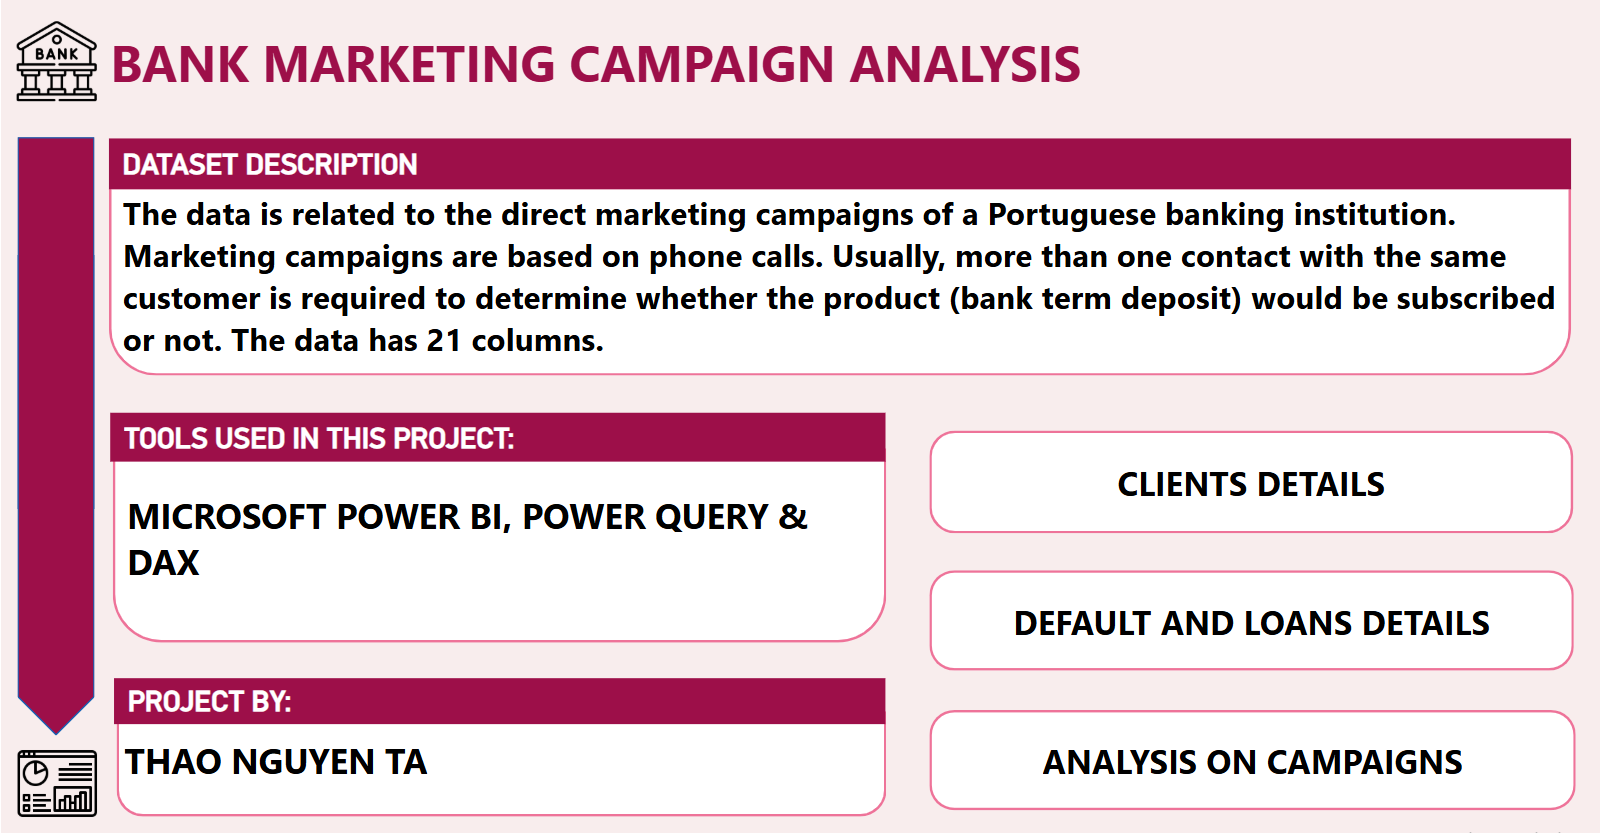 BANK
BANK MARKETING CAMPAIGN ANALYSIS
DATASET DESCRIPTION
The data is related to the direct marketing campaigns of a Portuguese banking institution.
Marketing campaigns are based on phone calls. Usually, more than one contact with the same
customer is required to determine whether the product (bank term deposit) would be subscribed
or not. The data has 21 columns.
TOOLS USED IN THIS PROJECT:
MICROSOFT POWER BI, POWER QUERY &
DAX
PROJECT BY:
THAO NGUYEN TA
CLIENTS DETAILS
DEFAULT AND LOANS DETAILS
ANALYSIS ON CAMPAIGNS